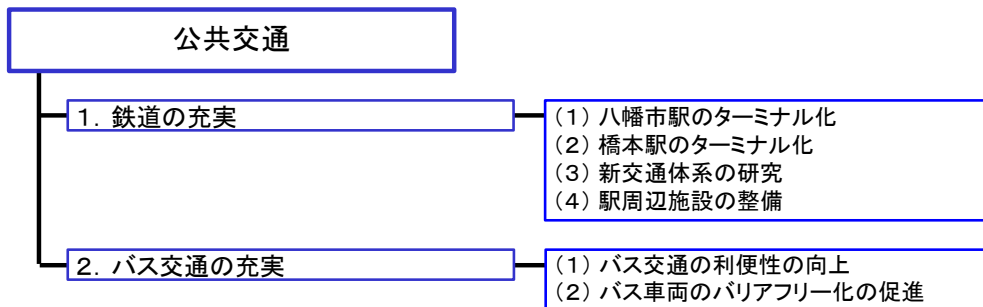 公共交通
1．鉄道の充実
（1）八幡市駅のターミナル化
（2）橋本駅のターミナル化
（3）新交通体系の研究
（4）駅周辺施設の整備
2．バス交通の充実
（1）バス交通の利便性の向上
（2）バス車両のバリアフリー化の促進